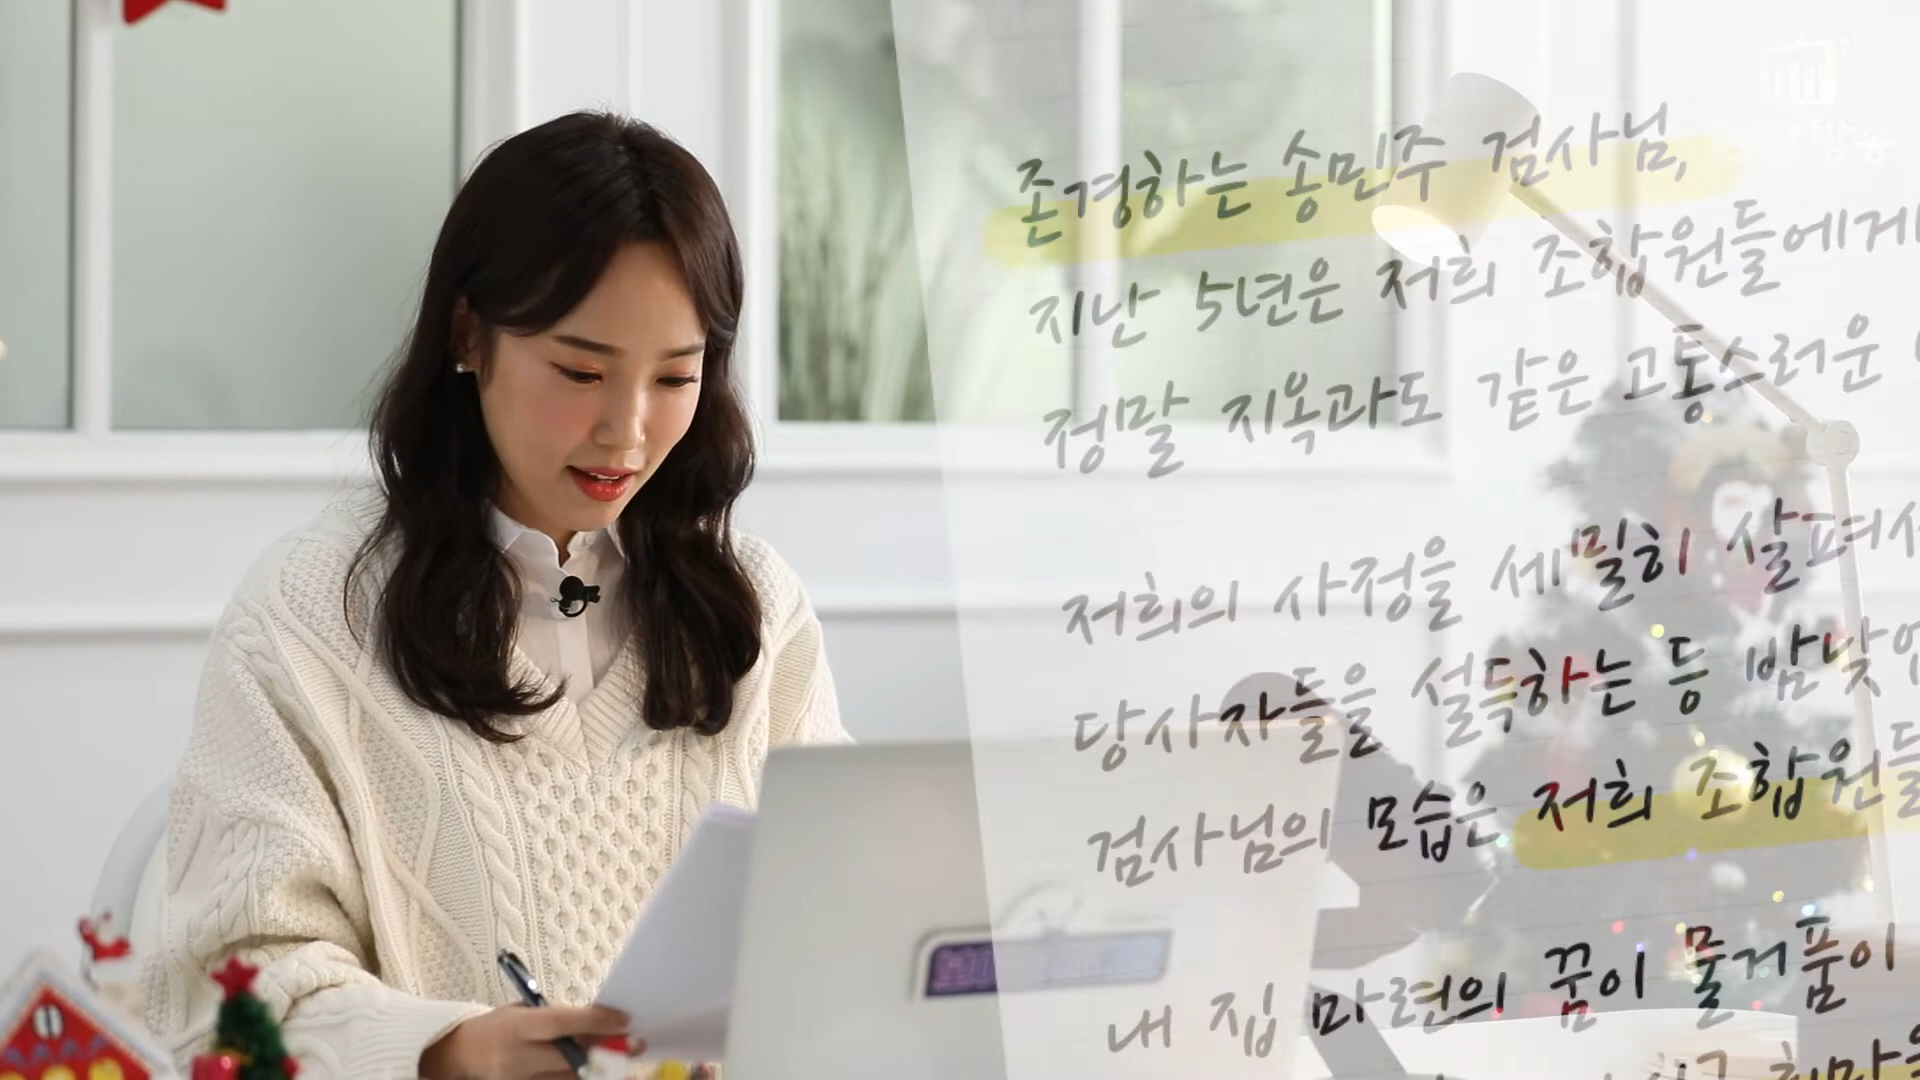 방송
존경하는 송민주 검사님,
지난 5년은 저희 조합원들에게
정말 지옥과도 같은 고통스러운
저희의 사정을 세밀히 살펴
당사자들을 설득하는 등 밤낮
검사님의 모습은 저희 조합원들
내 집 마련의 꿈이 물거품이